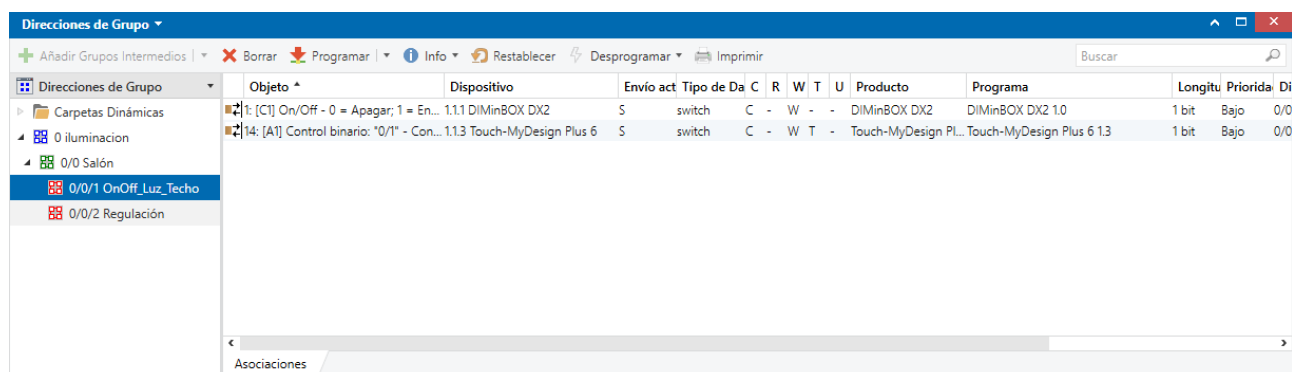 Direcciones de Grupo
Añadir Grupos Intermedios Borrar Programar Info Restablecer Desprogramar Imprimir Buscar
Direcciones de Grupo Objeto Dispositivo Envío act Tipo de Da C R W T U Producto Programa Longitu Priorida Di
Carpetas Dinámicas 1: [C1] On/Off - 0 = Apagar; 1 = En... 1.1.1 DIMinBOX DX2 S switch C - W - - DIMinBOX DX2 DIMinBOX DX2 1.0 1 bit Bajo 0/0
0 iluminacion 14: [A1] Control binario: "0/1" - Con... 1.1.3 Touch-MyDesign Plus 6 S switch C - W T - Touch-MyDesign Pl... Touch-MyDesign Plus 6 1.3 1 bit Bajo 0/0
0/0 Salón
0/0/1 OnOff_Luz_Techo
0/0/2 Regulación
Asociaciones